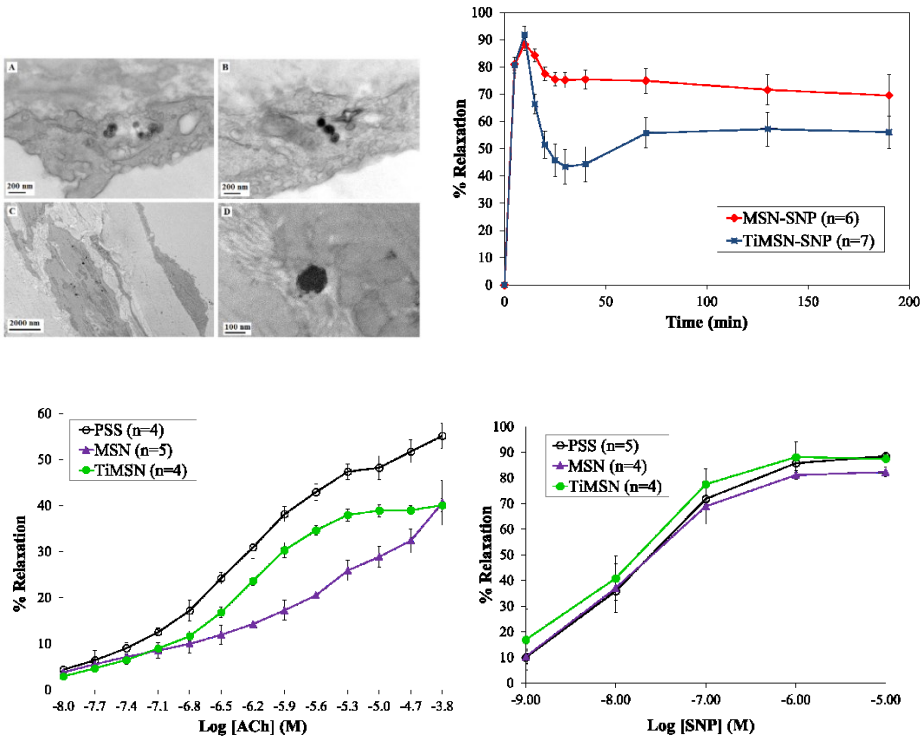 A
200 nm
B
200 nm
C
2000 nm
D
100 nm
100
90
80
70
60
50
40
30
20
10
0
% Relaxation
0
50
100
150
200
Time (min)
MSN-SNP (n=6)
TiMSN-SNP (n=7)
60
50
40
30
20
10
0
% Relaxation
PSS (n=4)
MSN (n=5)
TiMSN (n=4)
-8.0 -7.7 -7.4 -7.1 -6.8 -6.5 -6.2 -5.9 -5.6 -5.3 -5.0 -4.7 -3.8
Log [ACh] (M)
100
90
80
70
60
50
40
30
20
10
0
% Relaxation
PSS (n=5)
MSN (n=4)
TiMSN (n=4)
-9.00 -8.00 -7.00 -6.00 -5.00
Log [SNP] (M)